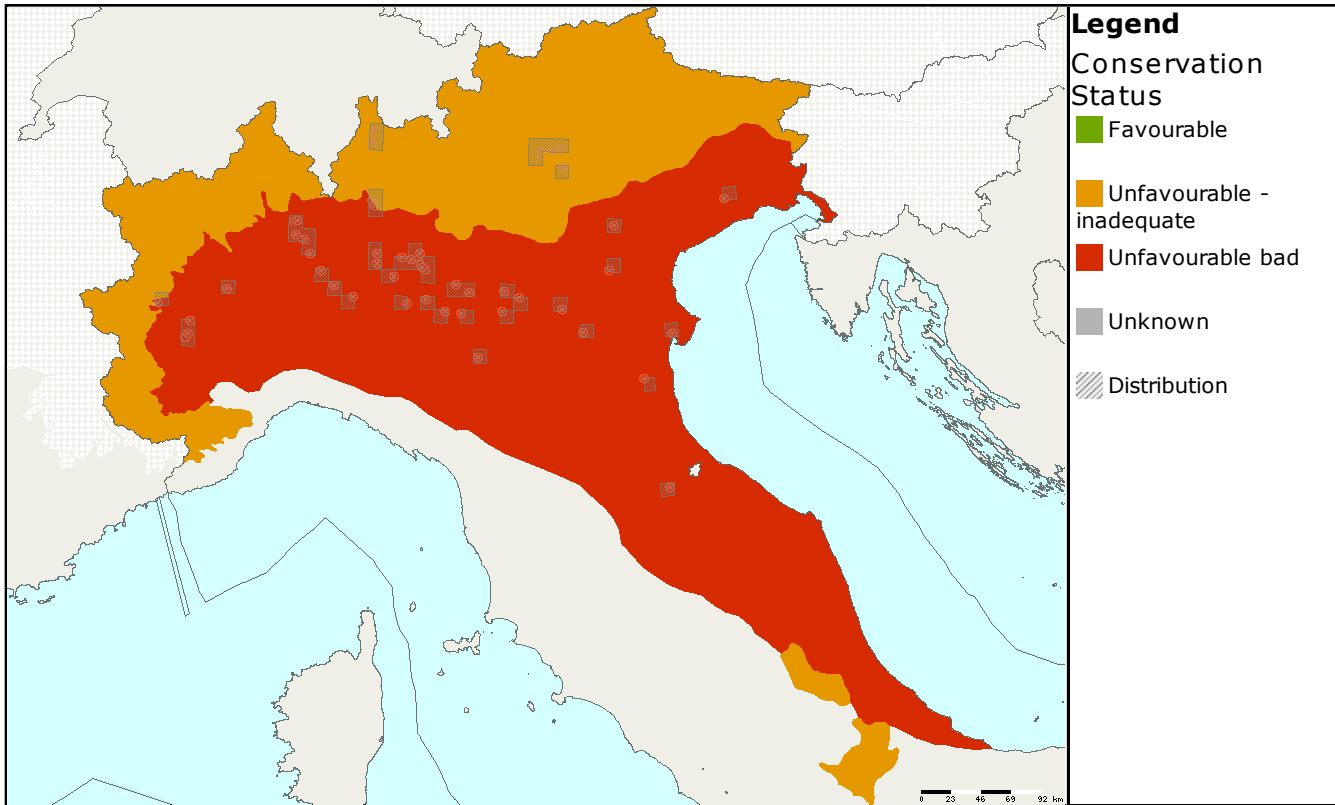 Legend
Conservation
Status
Favourable
Unfavourable -
inadequate
Unfavourable bad
Unknown
Distribution
0 23 46 69 92 km